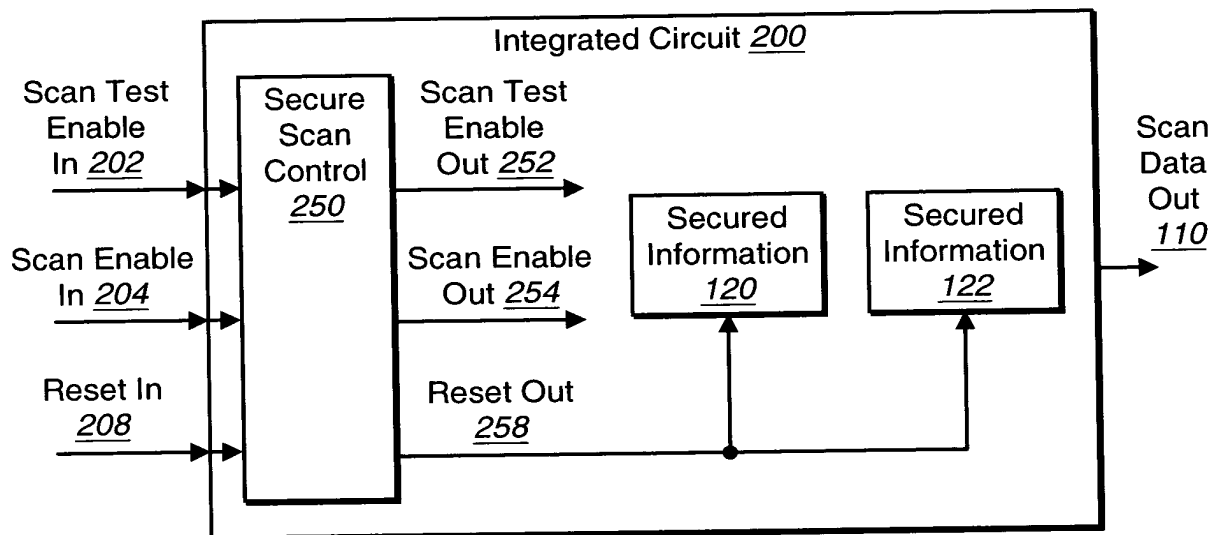 Integrated Circuit 200
Scan Test
Enable
In 202
Secure
Scan
Control
250
Scan Test
Enable
Out 252
Scan
Data
Out
110
Secured
Information
120
Secured
Information
122
Scan Enable
In 204
Scan Enable
Out 254
Reset In
208
Reset Out
258